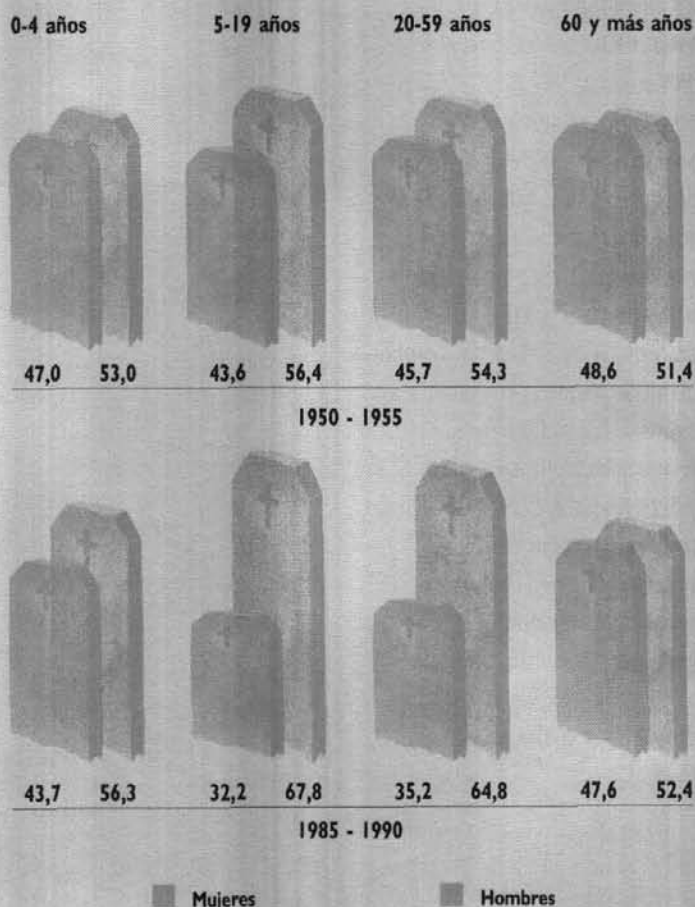 0-4 años 5-19 años 20-59 años 60 y más años
47,0 53,0 43,6 56,4 45,7 54,3 48,6 51,4
1950 - 1955
43,7 56,3 32,2 67,8 35,2 64,8 47,6 52,4
1985 - 1990
Mujeres Hombres